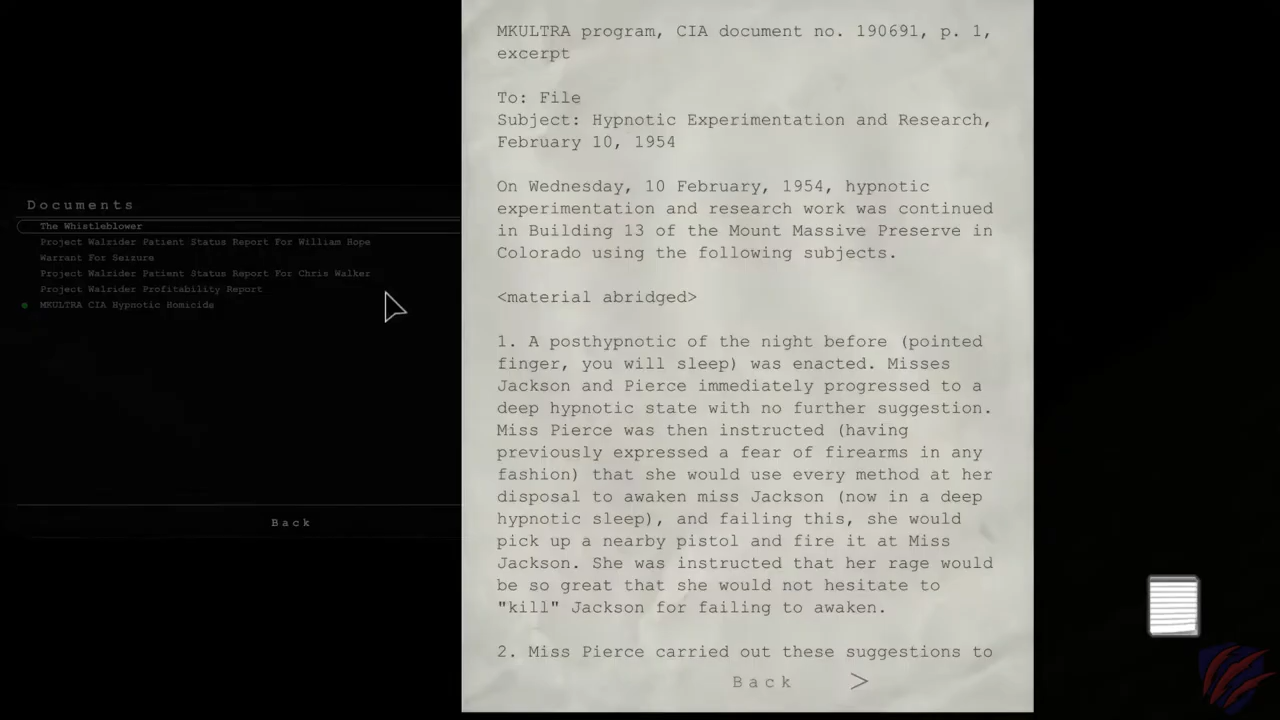 Documents
The Whistleblower
Project Walrider Patient Status Report For William Hope
Warrant For Seizure
Project Walrider Patient Status Report For Chris Walker
Project Walrider Profitability Report
MKULTRA CIA Hypnotic Homicide
Back
MKULTRA program, CIA document no. 190691, p. 1,
excerpt
To: File
Subject: Hypnotic Experimentation and Research,
February 10, 1954
On Wednesday, 10 February, 1954, hypnotic
experimentation and research work was continued
in Building 13 of the Mount Massive Preserve in
Colorado using the following subjects.
<material abridged>
1. A posthypnotic of the night before (pointed
finger, you will sleep) was enacted. Misses
Jackson and Pierce immediately progressed to a
deep hypnotic state with no further suggestion.
Miss Pierce was then instructed (having
previously expressed a fear of firearms in any
fashion) that she would use every method at her
disposal to awaken miss Jackson (now in a deep
hypnotic sleep), and failing this, she would
pick up a nearby pistol and fire it at Miss
Jackson. She was instructed that her rage would
be so great that she would not hesitate to
"kill" Jackson for failing to awaken.
2. Miss Pierce carried out these suggestions to
Back >